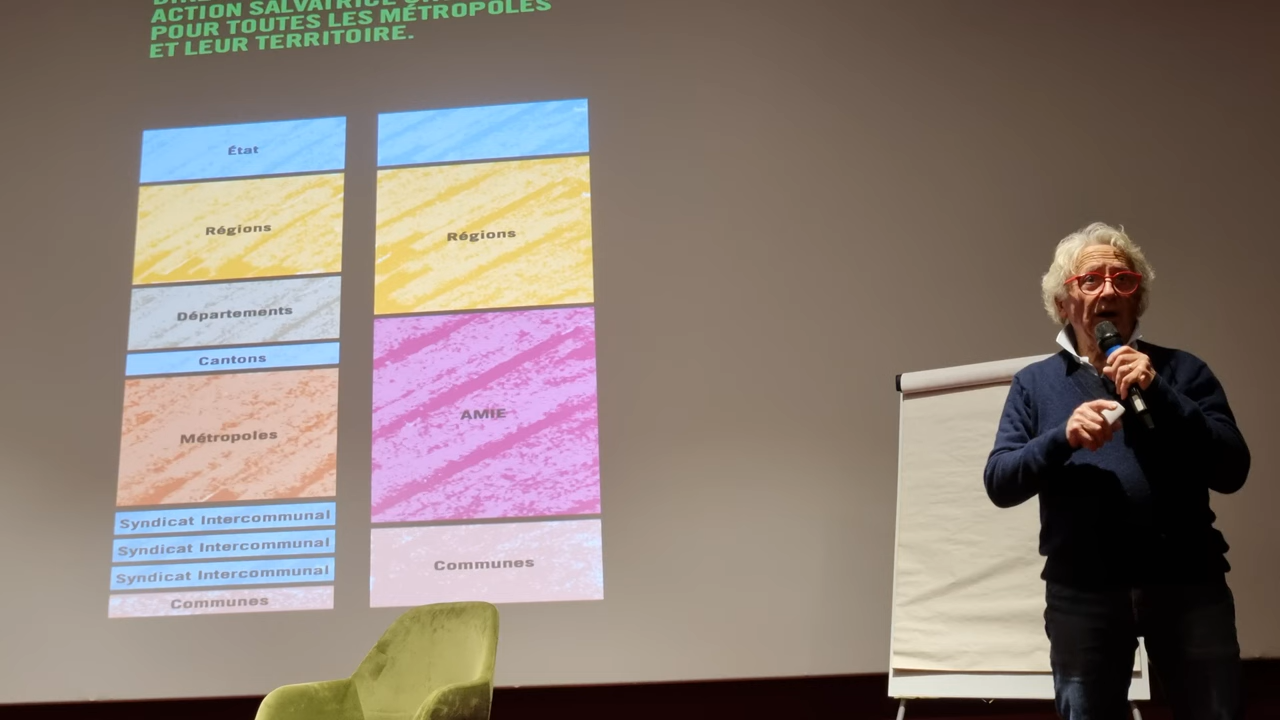 ACTION SALVATRICE
POUR TOUTES LES MÉTROPOLES
ET LEUR TERRITOIRE.
État
Régions
Départements
Cantons
Métropoles
Syndicat Intercommunal
Syndicat Intercommunal
Syndicat Intercommunal
Communes
Régions
AMIE
Communes